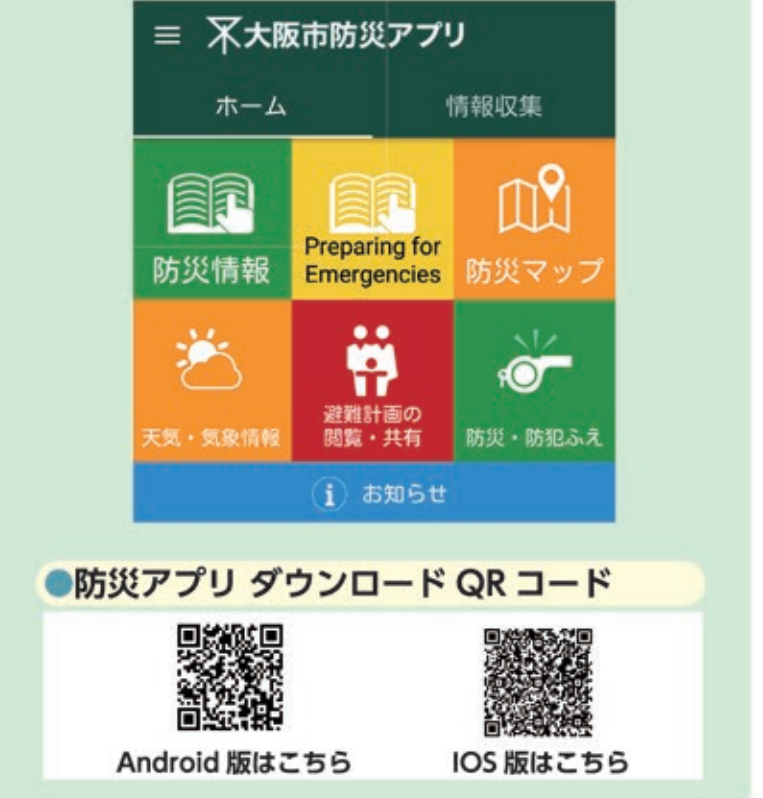 大阪市防災アプリ
ホーム
情報収集
防災情報
Preparing for
Emergencies
防災マップ
天気・気象情報
避難計画の
閲覧・共有
防災・防犯ふえ
お知らせ
防災アプリ ダウンロード QR コード
Android 版はこちら
IOS 版はこちら